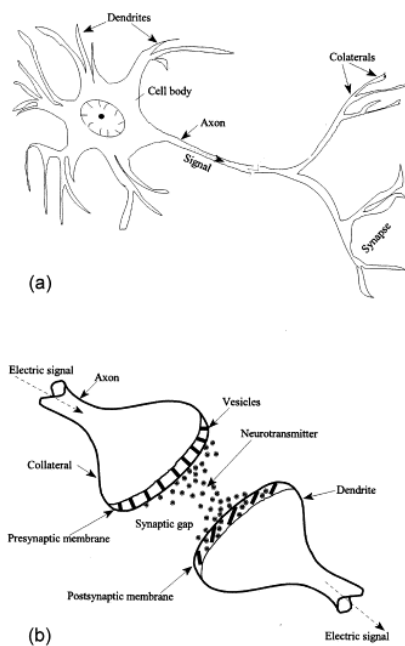 Dendrites
Colaterals
Cell body
Axon
Signal
Synapse
(a)
Electric signal
Axon
Vesicles
Neurotransmitter
Collateral
Dendrite
Synaptic gap
Presynaptic membrane
Postsynaptic membrane
Electric signal
(b)